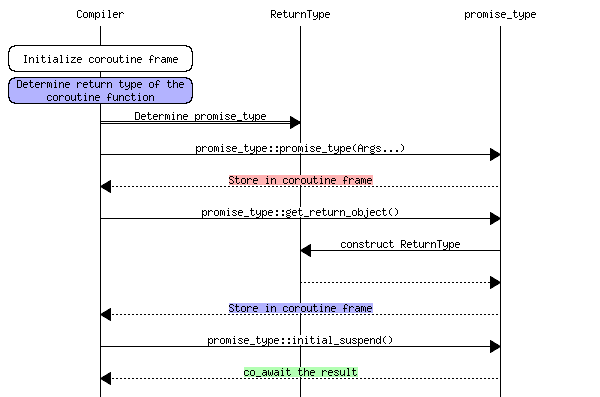 Compiler ReturnType promise_type
Initialize coroutine frame
Determine return type of the
coroutine function
Determine promise_type
promise_type::promise_type(Args...)
Store in coroutine frame
promise_type::get_return_object()
construct ReturnType
Store in coroutine frame
promise_type::initial_suspend()
co_await the result